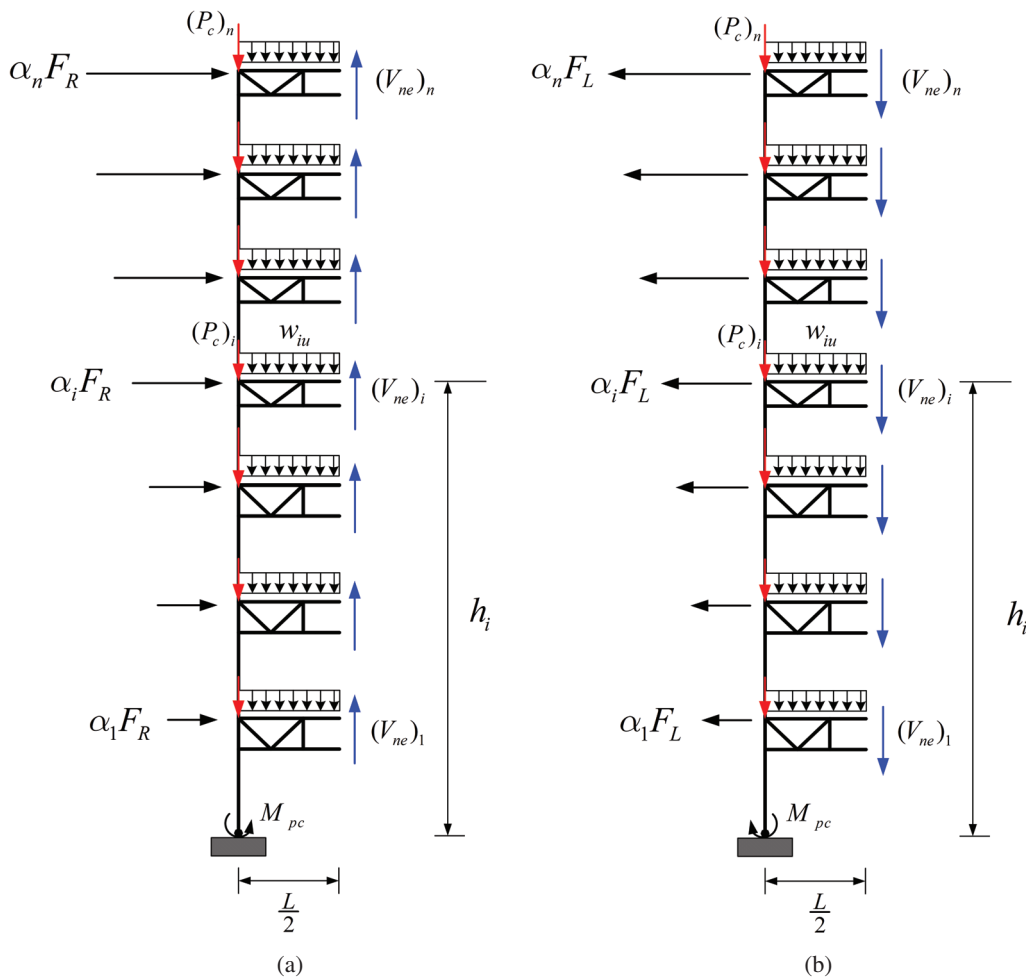 (P_c)_n
α_n F_R
(V_ne)_n
(P_c)_i
w_iu
α_i F_R
(V_ne)_i
h_i
α_1 F_R
(V_ne)_1
M_pc
L/2
(a)
(P_c)_n
α_n F_L
(V_ne)_n
(P_c)_i
w_iu
α_i F_L
(V_ne)_i
h_i
α_1 F_L
(V_ne)_1
M_pc
L/2
(b)